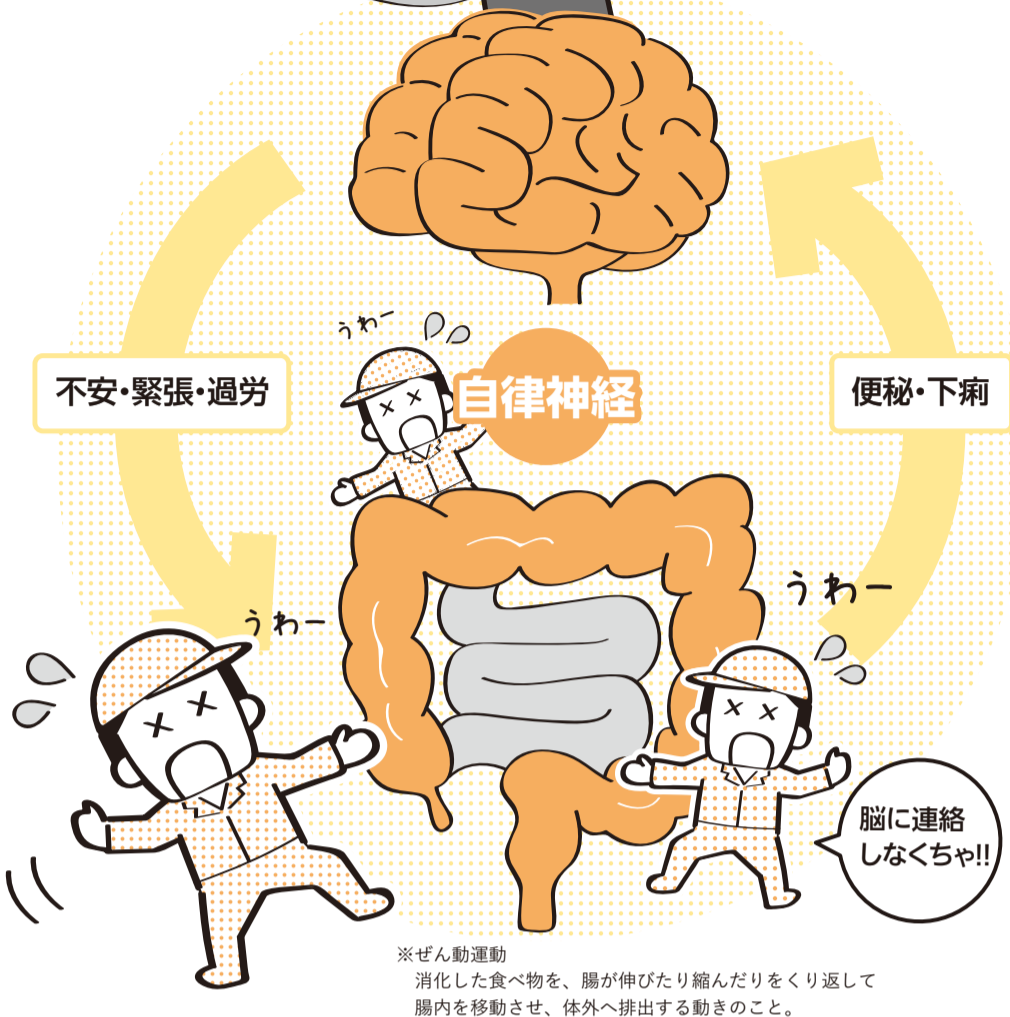 うわー
自律神経
不安・緊張・過労
便秘・下痢
うわー
うわー
脳に連絡
しなくちゃ!!
※ぜん動運動
消化した食べ物を、腸が伸びたり縮んだりをくり返して
腸内を移動させ、体外へ排出する動きのこと。